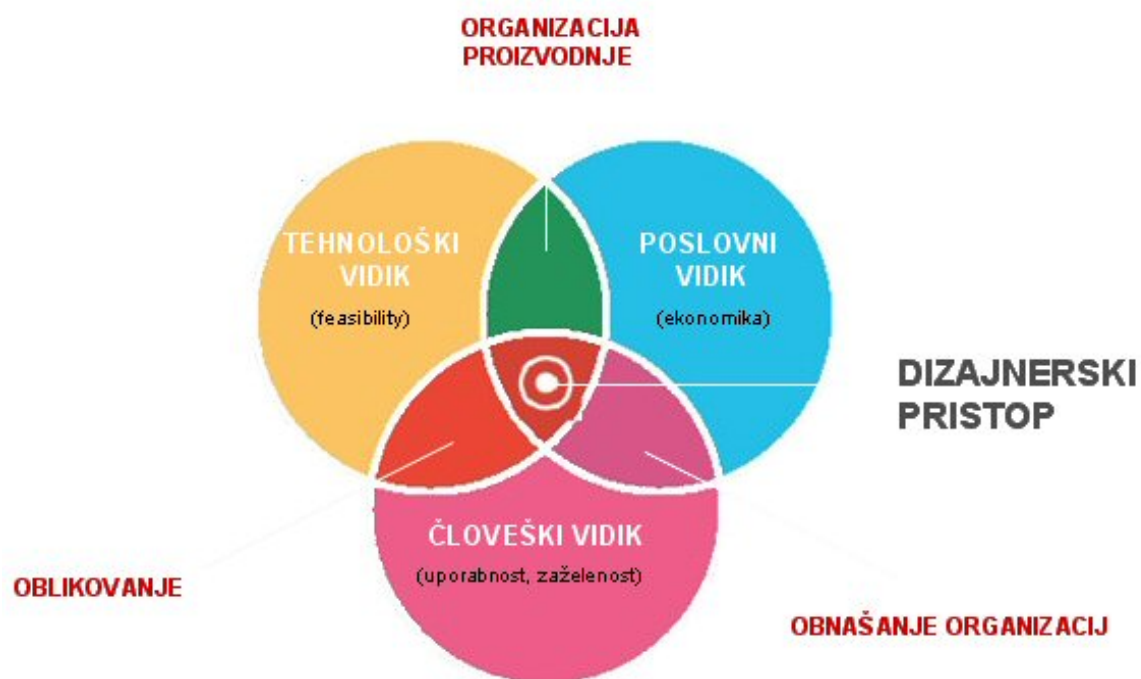 ORGANIZACIJA
PROIZVODNJE
TEHNOLOŠKI
VIDIK
(feasibility)
POSLOVNI
VIDIK
(ekonomika)
DIZAJNERSKI
PRISTOP
ČLOVEŠKI VIDIK
(uporabnost, zaželenost)
OBLIKOVANJE
OBNAŠANJE ORGANIZACIJ